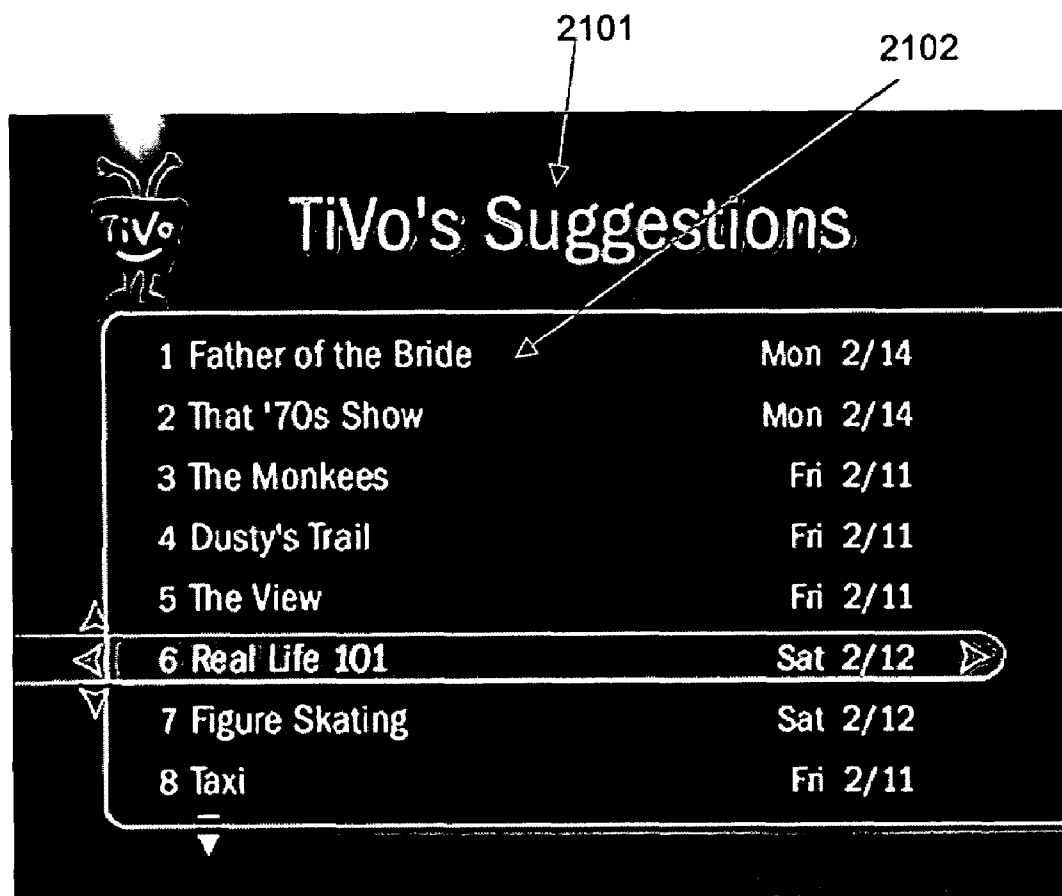 2101
2102
TiVo
TiVo's Suggestions
1 Father of the Bride Mon 2/14
2 That '70s Show Mon 2/14
3 The Monkees Fri 2/11
4 Dusty's Trail Fri 2/11
5 The View Fri 2/11
6 Real Life 101 Sat 2/12
7 Figure Skating Sat 2/12
8 Taxi Fri 2/11